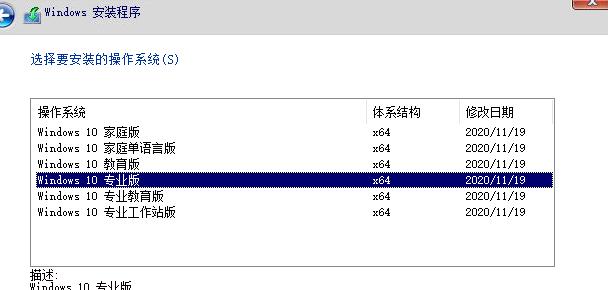 Windows 安装程序
选择要安装的操作系统(S)
操作系统 体系结构 修改日期
Windows 10 家庭版 x64 2020/11/19
Windows 10 家庭单语言版 x64 2020/11/19
Windows 10 教育版 x64 2020/11/19
Windows 10 专业版 x64 2020/11/19
Windows 10 专业教育版 x64 2020/11/19
Windows 10 专业工作站版 x64 2020/11/19
描述:
Windows 10 专业版